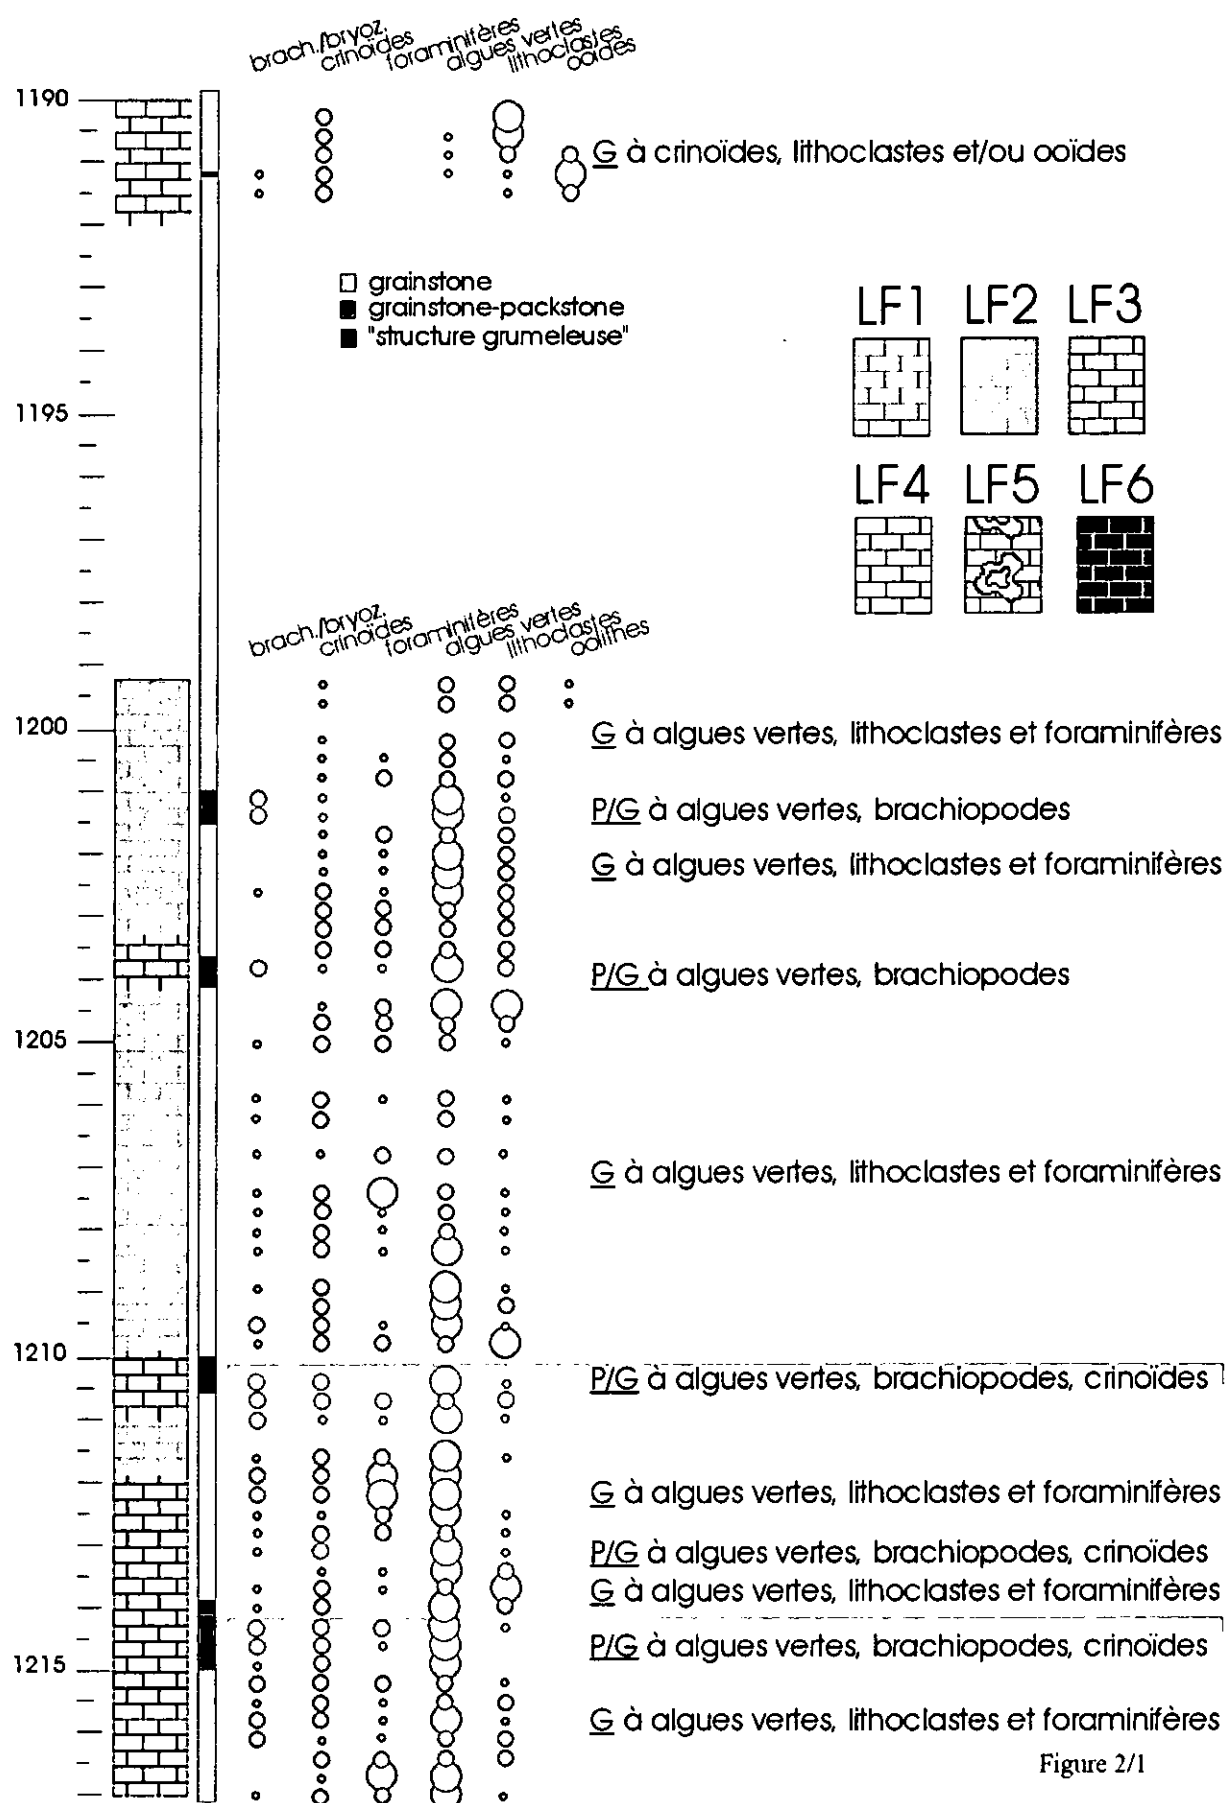 brach./bryoz.
crinoïdes
foraminifères
algues vertes
lithoclastes
ooïdes
1190
G à crinoïdes, lithoclastes et/ou ooïdes
grainstone
grainstone-packstone
"structure grumeleuse"
LF1 LF2 LF3
1195
LF4 LF5 LF6
brach./bryoz.
crinoïdes
foraminifères
algues vertes
lithoclastes
oolithes
1200
G à algues vertes, lithoclastes et foraminifères
P/G à algues vertes, brachiopodes
G à algues vertes, lithoclastes et foraminifères
P/G à algues vertes, brachiopodes
1205
G à algues vertes, lithoclastes et foraminifères
1210
P/G à algues vertes, brachiopodes, crinoïdes
G à algues vertes, lithoclastes et foraminifères
P/G à algues vertes, brachiopodes, crinoïdes
G à algues vertes, lithoclastes et foraminifères
P/G à algues vertes, brachiopodes, crinoïdes
1215
G à algues vertes, lithoclastes et foraminifères
Figure 2/1